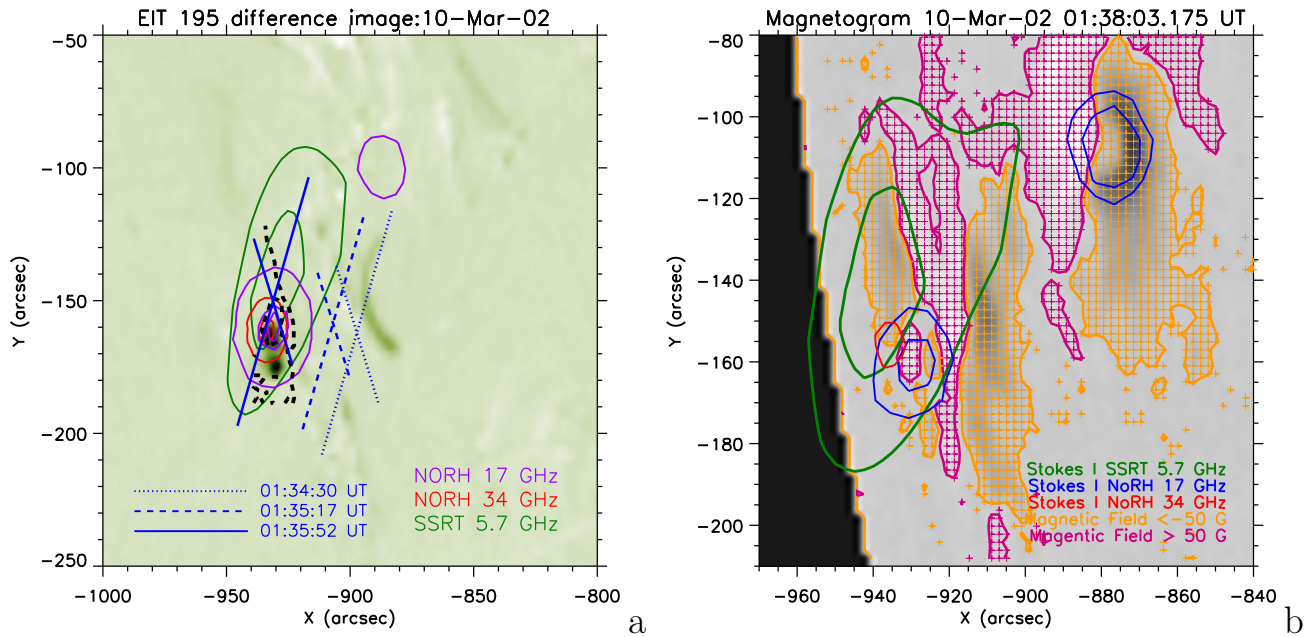 EIT 195 difference image:10-Mar-02
-50
-100
-150
-200
-250
Y (arcsec)
NORH 17 GHz
NORH 34 GHz
SSRT 5.7 GHz
01:34:30 UT
01:35:17 UT
01:35:52 UT
-1000
-950
-900
-850
-800
X (arcsec)
a
Magnetogram 10-Mar-02 01:38:03.175 UT
-80
-100
-120
-140
-160
-180
-200
Y (arcsec)
Stokes I SSRT 5.7 GHz
Stokes I NoRH 17 GHz
Stokes I NoRH 34 GHz
Magnetic Field <-50 G
Magentic Field > 50 G
-960
-940
-920
-900
-880
-860
-840
X (arcsec)
b